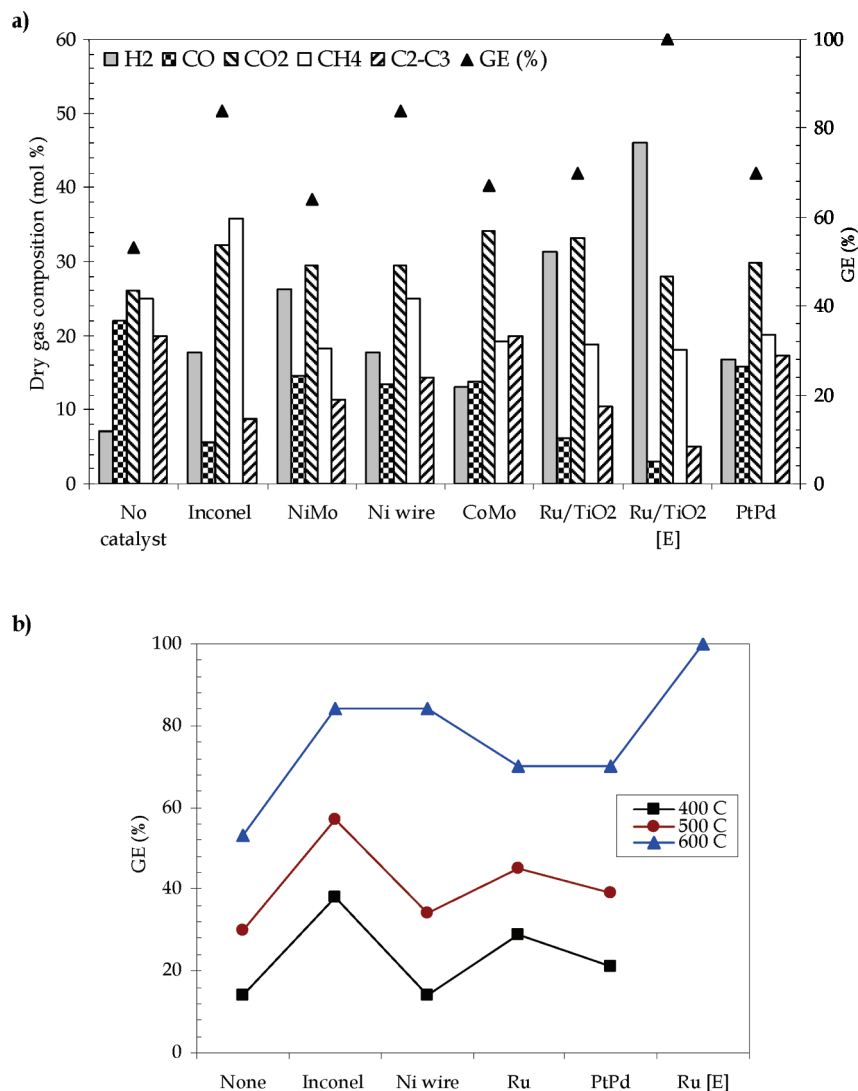 a)
60
50
40
30
20
10
0
Dry gas composition (mol %)
H2 CO CO2 CH4 C2-C3 GE (%)
100
80
60
40
20
0
GE (%)
No catalyst
Inconel
NiMo
Ni wire
CoMo
Ru/TiO2
Ru/TiO2 [E]
PtPd
b)
100
80
60
40
20
0
GE (%)
400 C
500 C
600 C
None Inconel Ni wire Ru PtPd Ru [E]